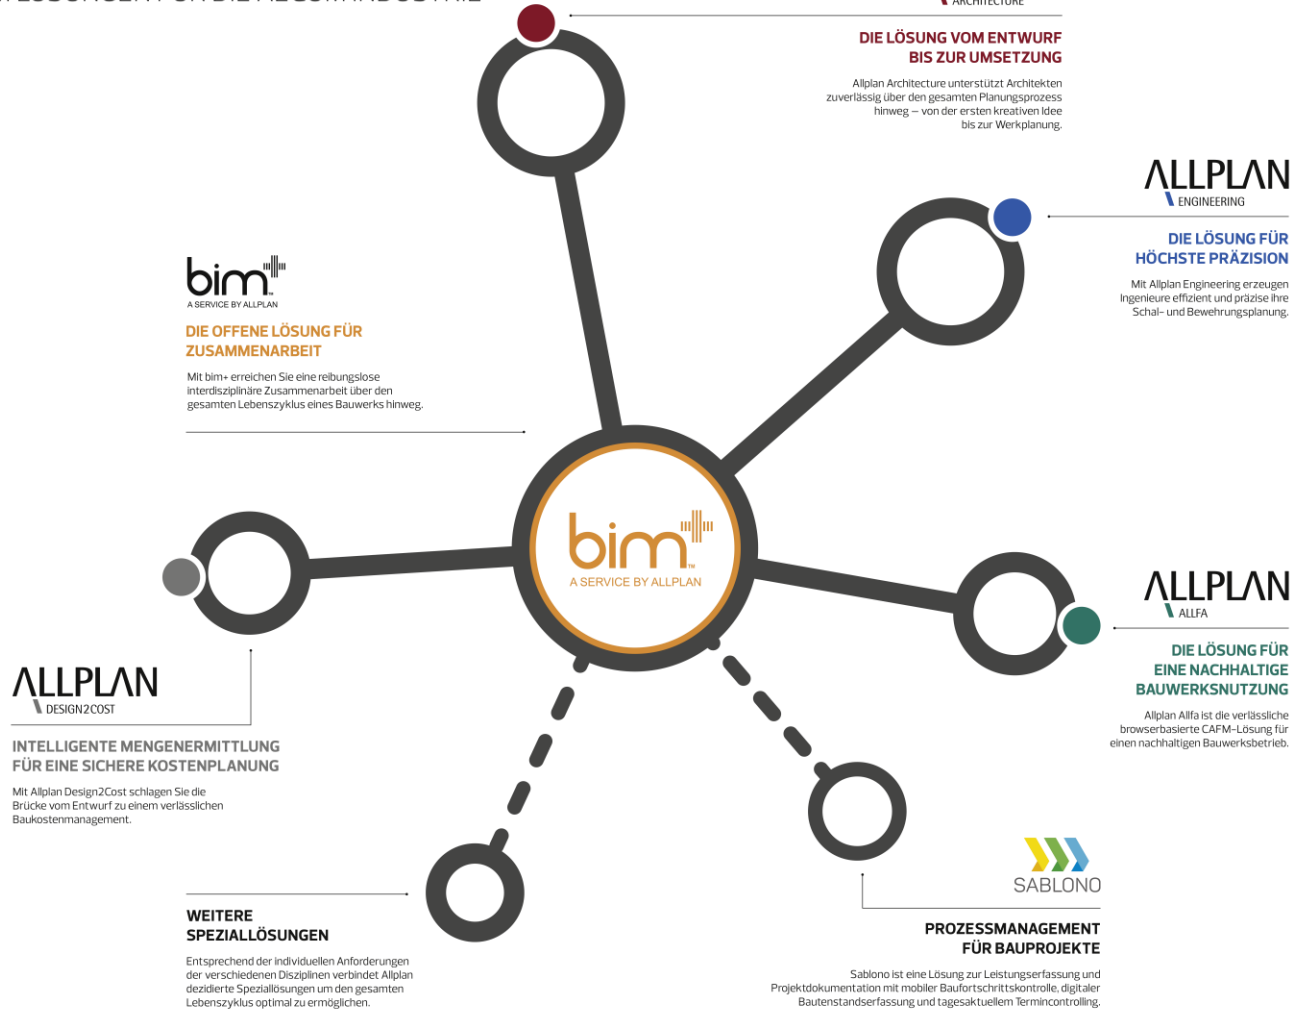 ARCHITECTURE
DIE LÖSUNG VOM ENTWURF
BIS ZUR UMSETZUNG
Allplan Architecture unterstützt Architekten
zuverlässig über den gesamten Planungsprozess
hinweg – von der ersten kreativen Idee
bis zur Werkplanung.
ALLPLAN
ENGINEERING
DIE LÖSUNG FÜR
HÖCHSTE PRÄZISION
Mit Allplan Engineering erzeugen
Ingenieure effizient und präzise ihre
Schal- und Bewehrungsplanung.
bim+
A SERVICE BY ALLPLAN
DIE OFFENE LÖSUNG FÜR
ZUSAMMENARBEIT
Mit bim+ erreichen Sie eine reibungslose
interdisziplinäre Zusammenarbeit über den
gesamten Lebenszyklus eines Bauwerks hinweg.
bim+™
A SERVICE BY ALLPLAN
ALLPLAN
ALLFA
DIE LÖSUNG FÜR
EINE NACHHALTIGE
BAUWERKSNUTZUNG
Allplan Allfa ist die verlässliche
browserbasierte CAFM-Lösung für
einen nachhaltigen Bauwerksbetrieb.
ALLPLAN
DESIGN2COST
INTELLIGENTE MENGENERMITTLUNG
FÜR EINE SICHERE KOSTENPLANUNG
Mit Allplan Design2Cost schlagen Sie die
Brücke vom Entwurf zu einem verlässlichen
Baukostenmanagement.
WEITERE
SPEZIALLÖSUNGEN
Entsprechend der individuellen Anforderungen
der verschiedenen Disziplinen verbindet Allplan
dezidierte Speziallösungen um den gesamten
Lebenszyklus optimal zu ermöglichen.
SABLONO
PROZESSMANAGEMENT
FÜR BAUPROJEKTE
Sablono ist eine Lösung zur Leistungserfassung und
Projektdokumentation mit mobiler Baufortschrittskontrolle, digitaler
Bautenstandserfassung und tagesaktuellem Termincontrolling.